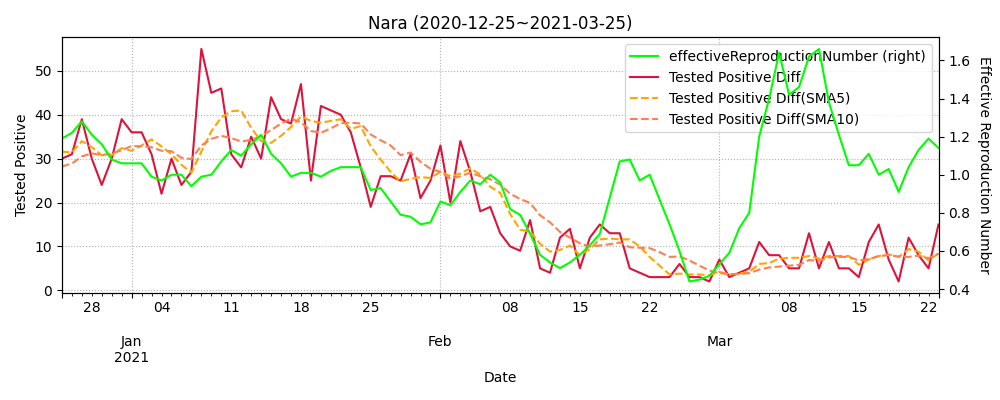 Nara (2020-12-25~2021-03-25)
effectiveReproductionNumber (right)
Tested Positive Diff
Tested Positive Diff(SMA5)
Tested Positive Diff(SMA10)
Tested Positive
50
40
30
20
10
0
1.6
1.4
1.2
1.0
0.8
0.6
0.4
Effective Reproduction Number
28 04 11 18 25 08 15 22 08 15 22
Jan Feb Mar
2021
Date